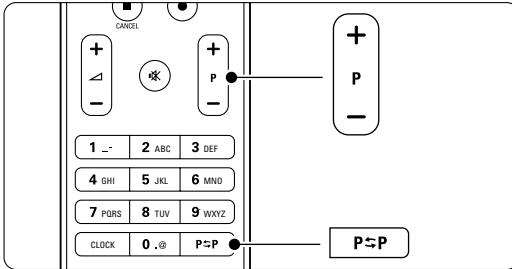 CANCEL
+ + +
P P
− − −
1 _- 2 ABC 3 DEF
4 GHI 5 JKL 6 MNO
7 PQRS 8 TUV 9 WXYZ
CLOCK 0 .@ P⇆P P⇆P